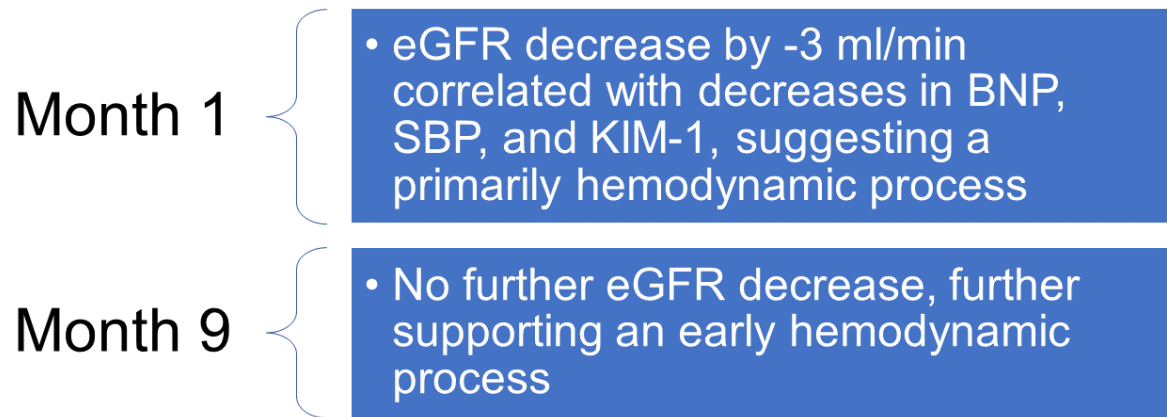 Month 1
• eGFR decrease by -3 ml/min
correlated with decreases in BNP,
SBP, and KIM-1, suggesting a
primarily hemodynamic process
Month 9
• No further eGFR decrease, further
supporting an early hemodynamic
process